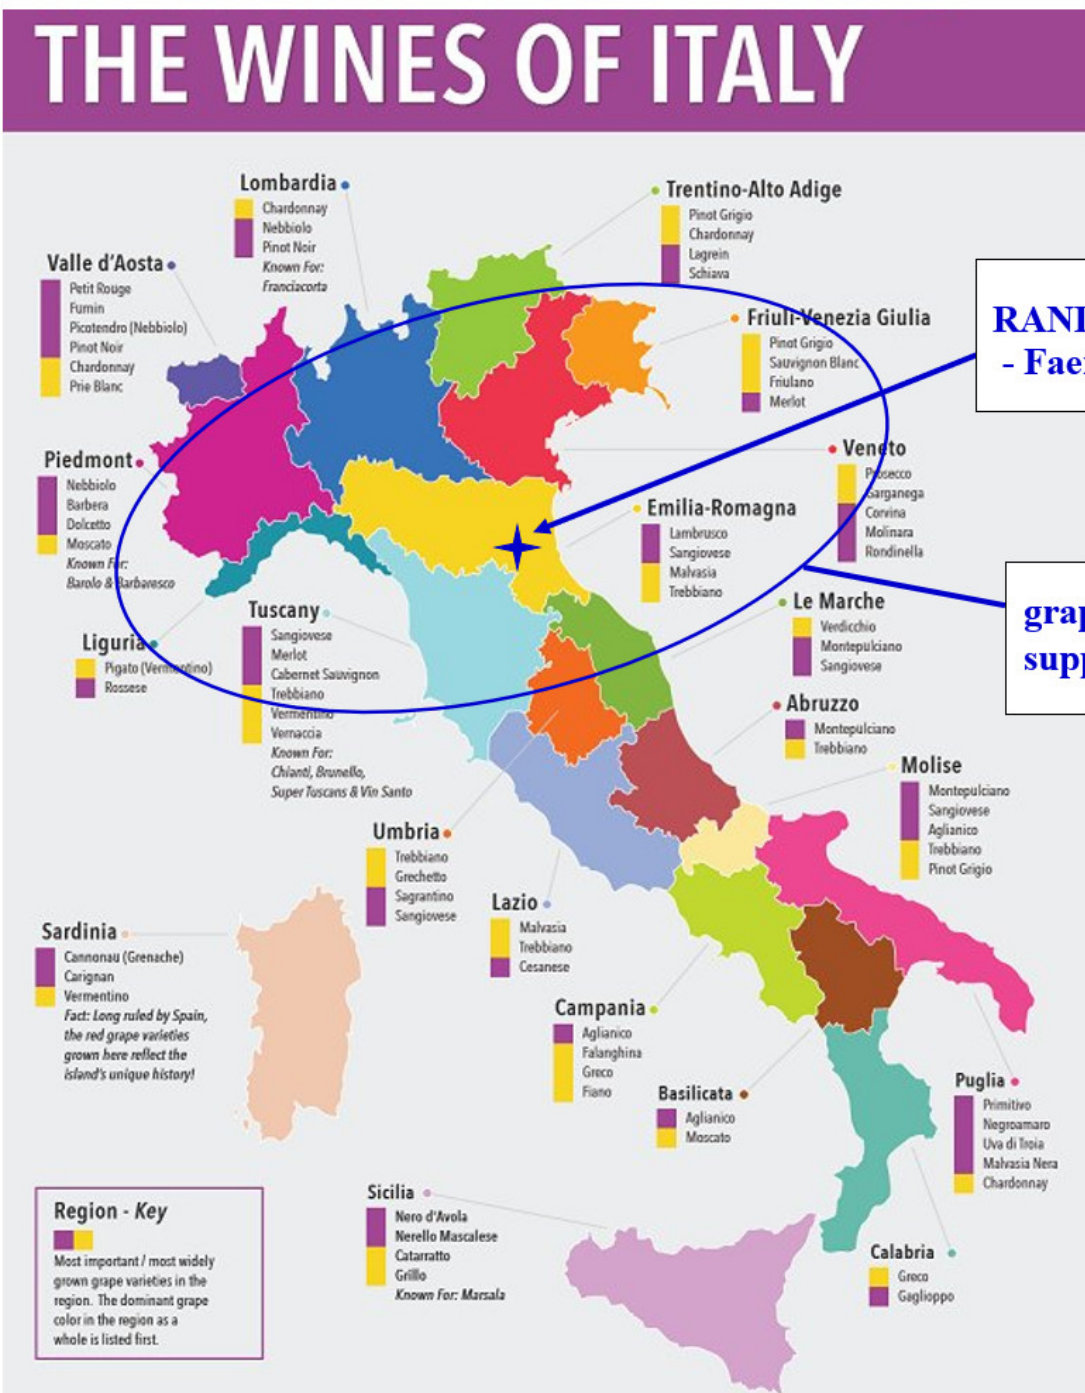 THE WINES OF ITALY
Lombardia
Chardonnay
Nebbiolo
Pinot Noir
Known For:
Franciacorta
Trentino-Alto Adige
Pinot Grigio
Chardonnay
Lagrein
Schiava
Valle d'Aosta
Petit Rouge
Fumin
Picotendro (Nebbiolo)
Pinot Noir
Chardonnay
Prie Blanc
Friuli-Venezia Giulia
Pinot Grigio
Sauvignon Blanc
Friulano
Merlot
Piedmont
Nebbiolo
Barbera
Dolcetto
Moscato
Known For:
Barolo & Barbaresco
Veneto
Prosecco
Garganega
Corvina
Molinara
Rondinella
Emilia-Romagna
Lambrusco
Sangiovese
Malvasia
Trebbiano
Liguria
Pigato (Vermentino)
Rossese
Tuscany
Sangiovese
Merlot
Cabernet Sauvignon
Trebbiano
Vermentino
Vernaccia
Known For:
Chianti, Brunello,
Super Tuscans & Vin Santo
Le Marche
Verdicchio
Montepulciano
Sangiovese
Abruzzo
Montepulciano
Trebbiano
Molise
Montepulciano
Sangiovese
Aglianico
Trebbiano
Pinot Grigio
Umbria
Trebbiano
Grechetto
Sagrantino
Sangiovese
Lazio
Malvasia
Trebbiano
Cesanese
Sardinia
Cannonau (Grenache)
Carignan
Vermentino
Fact: Long ruled by Spain,
the red grape varieties
grown here reflect the
island's unique history!
Campania
Aglianico
Falanghina
Greco
Fiano
Basilicata
Aglianico
Moscato
Puglia
Primitivo
Negroamaro
Uva di Troia
Malvasia Nera
Chardonnay
Sicilia
Nero d'Avola
Nerello Mascalese
Catarratto
Grillo
Known For: Marsala
Calabria
Greco
Gaglioppo
Region - Key
Most important / most widely
grown grape varieties in the
region. The dominant grape
color in the region as a
whole is listed first.